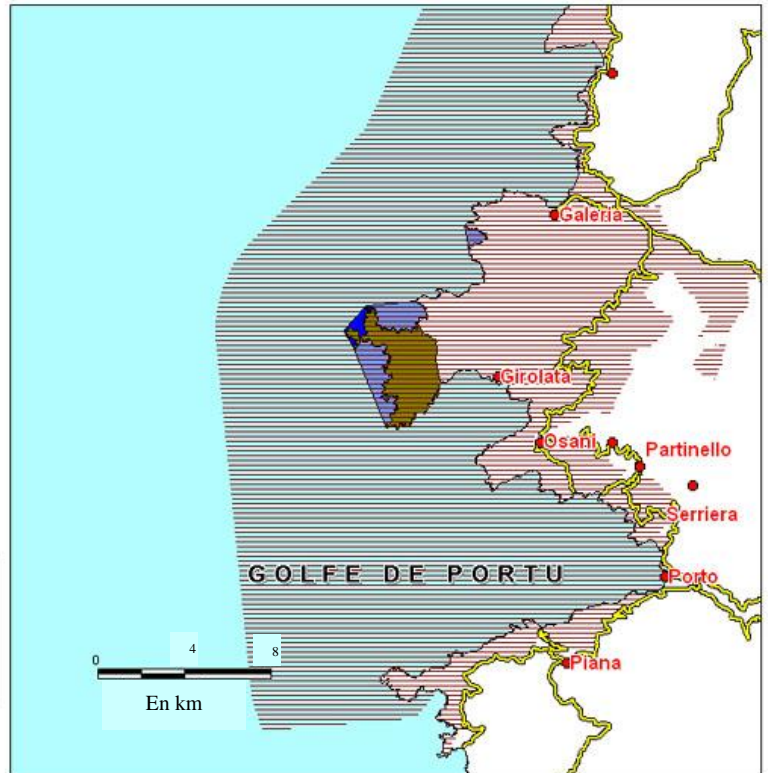 Galeria
Girolata
Osani
Partinello
Serriera
GOLFE DE PORTU
Porto
0 4 8
En km
Piana